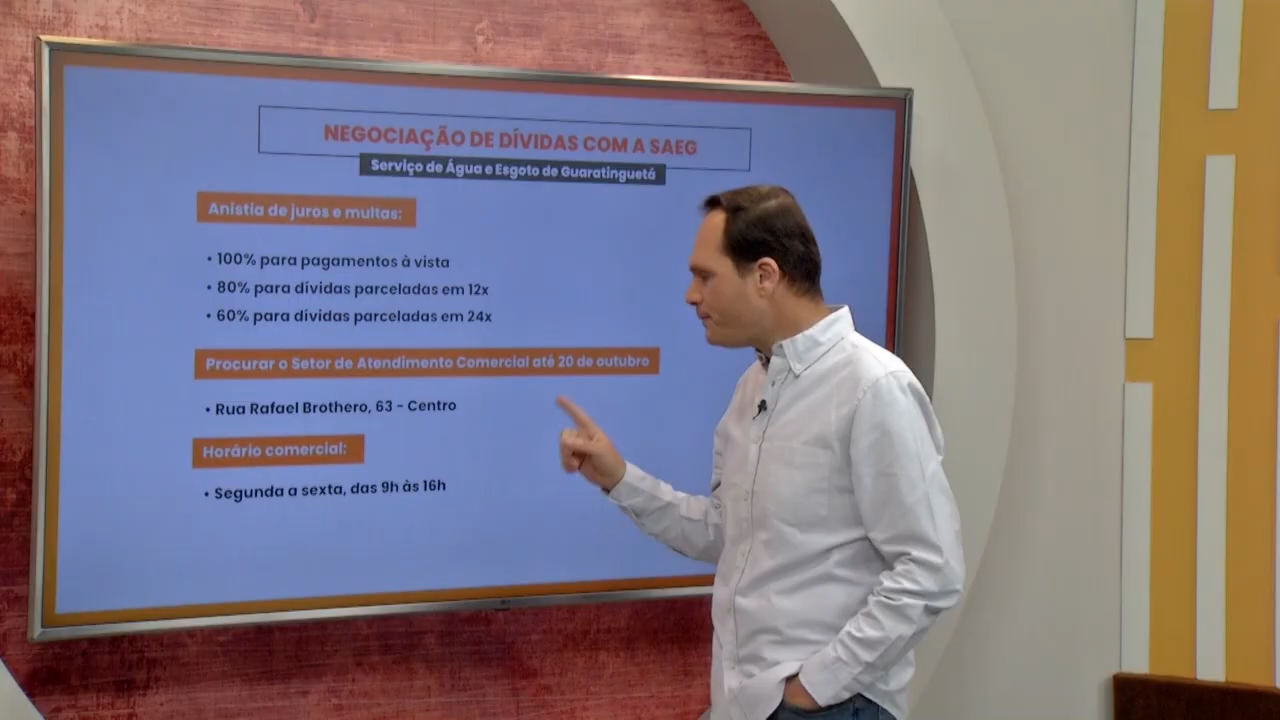 NEGOCIAÇÃO DE DÍVIDAS COM A SAEG
Serviço de Água e Esgoto de Guaratinguetá
Anistia de juros e multas:
• 100% para pagamentos à vista
• 80% para dívidas parceladas em 12x
• 60% para dívidas parceladas em 24x
Procurar o Setor de Atendimento Comercial até 20 de outubro
• Rua Rafael Brothero, 63 - Centro
Horário comercial:
• Segunda a sexta, das 9h às 16h